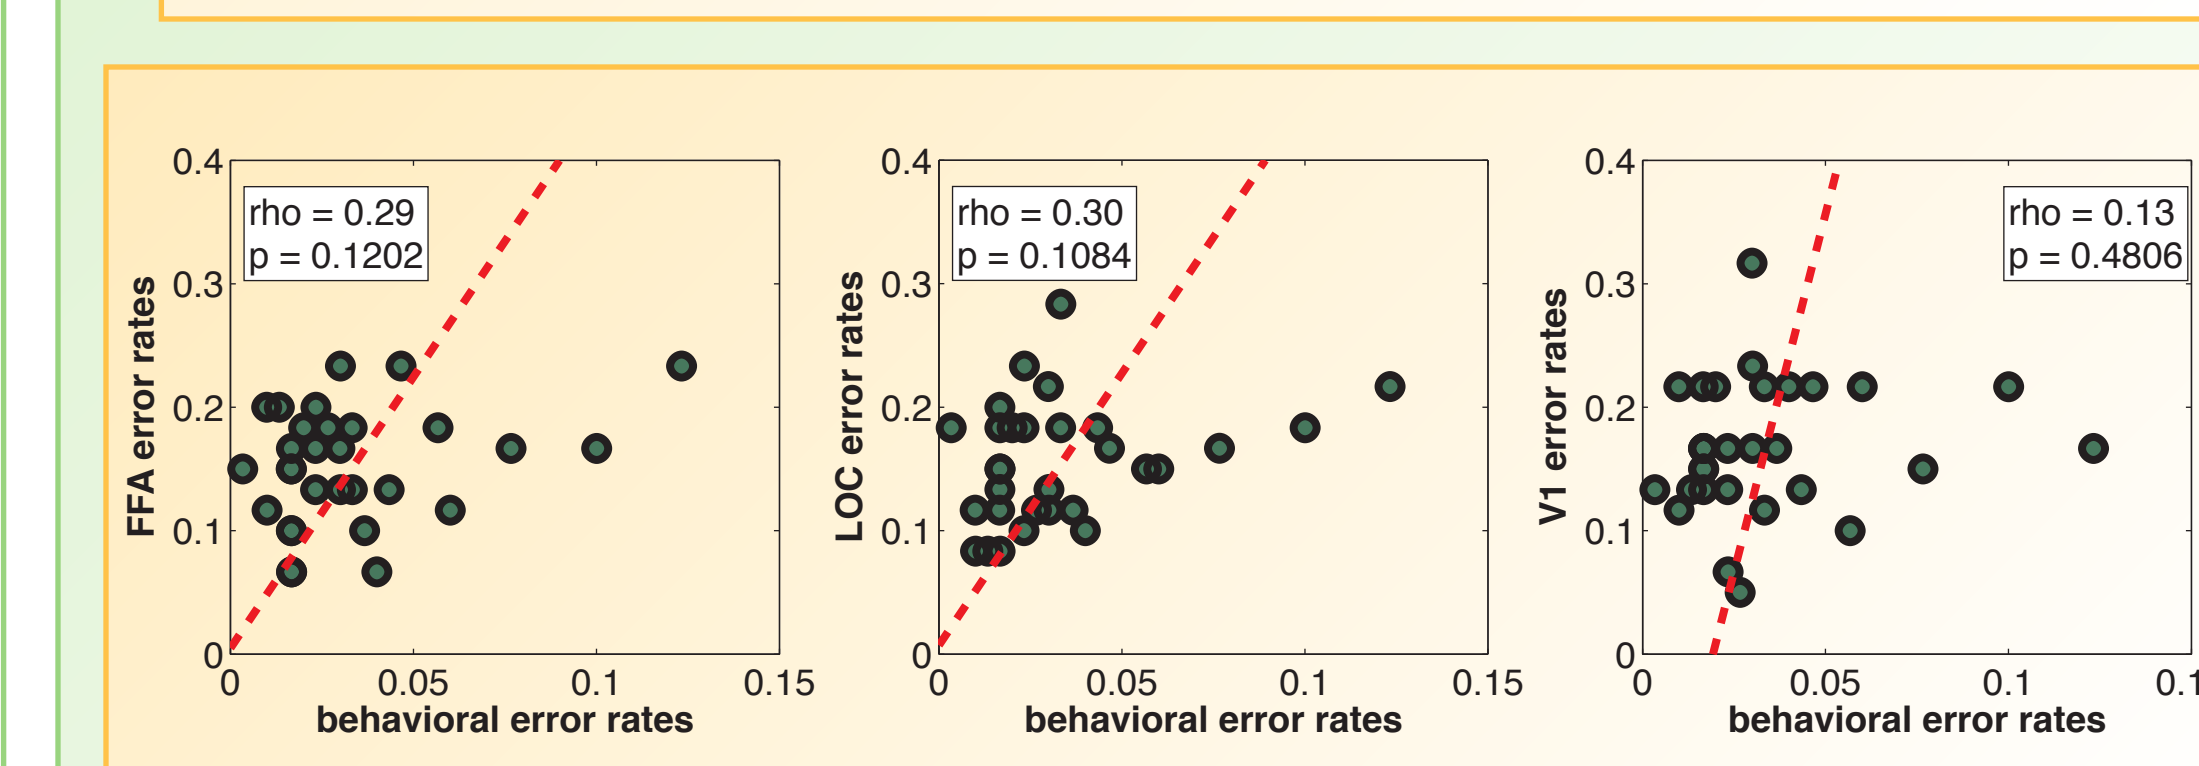 0.4
0.3
0.2
0.1
0
FFA error rates
rho = 0.29
p = 0.1202
0
0.05
0.1
0.15
behavioral error rates
0.4
0.3
0.2
0.1
0
LOC error rates
rho = 0.30
p = 0.1084
0
0.05
0.1
0.15
behavioral error rates
0.4
0.3
0.2
0.1
0
V1 error rates
rho = 0.13
p = 0.4806
0
0.05
0.1
0.1
behavioral error rates